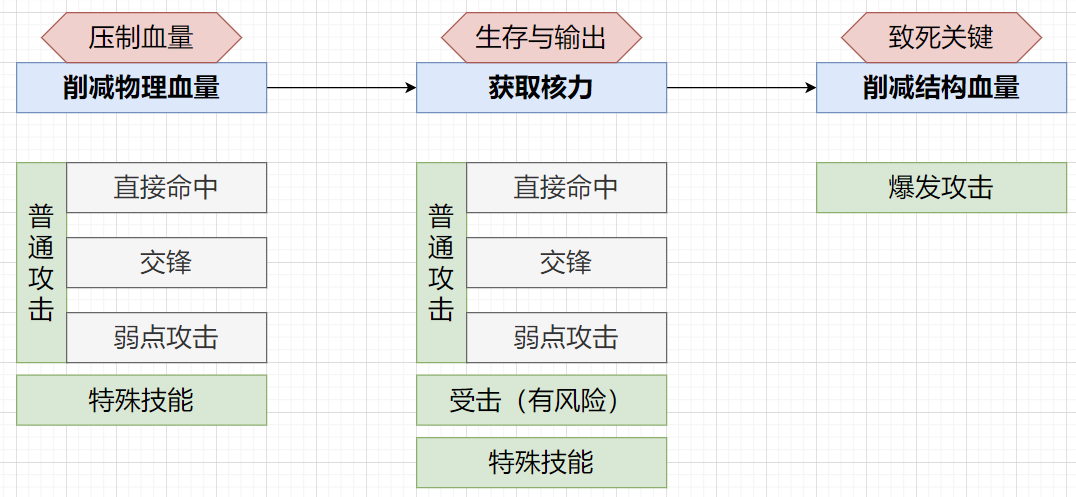 压制血量
生存与输出
致死关键
削减物理血量
获取核力
削减结构血量
普通攻击
直接命中
交锋
弱点攻击
特殊技能
普通攻击
直接命中
交锋
弱点攻击
受击（有风险）
特殊技能
爆发攻击